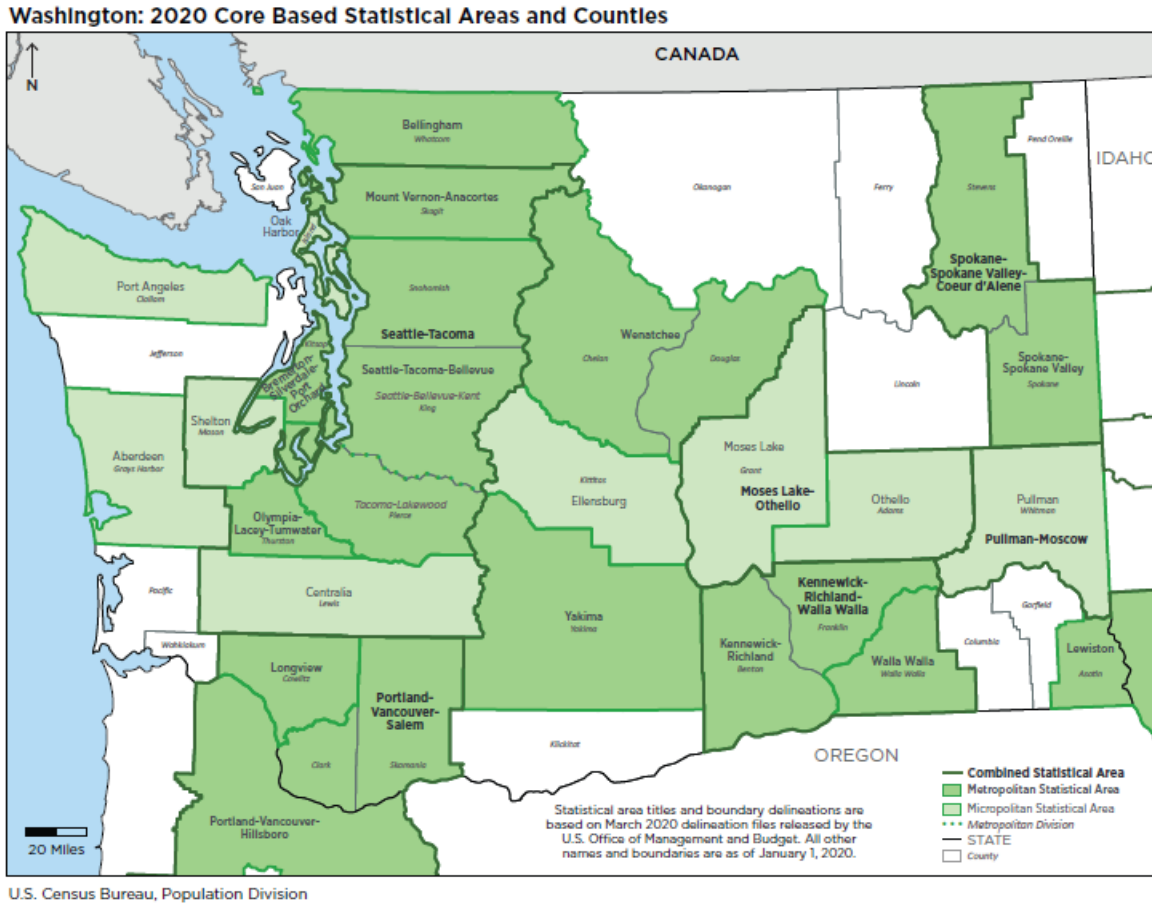 Washington: 2020 Core Based Statistical Areas and Counties
CANADA
N
Bellingham
Whatcom
Pend Oreille
IDAHO
San Juan
Okanogan
Ferry
Stevens
Mount Vernon-Anacortes
Skagit
Oak
Harbor
Island
Spokane-
Spokane Valley-
Coeur d'Alene
Port Angeles
Clallam
Snohomish
Seattle-Tacoma
Wenatchee
Chelan
Douglas
Jefferson
Kitsap
Bremerton-
Silverdale-
Port
Orchard
Seattle-Tacoma-Bellevue
Seattle-Bellevue-Kent
King
Spokane-
Spokane Valley
Spokane
Lincoln
Shelton
Mason
Aberdeen
Grays Harbor
Moses Lake
Grant
Moses Lake-
Othello
Kittitas
Ellensburg
Othello
Adams
Pullman
Whitman
Pullman-Moscow
Tacoma-Lakewood
Pierce
Olympia-
Lacey-Tumwater
Thurston
Pacific
Centralia
Lewis
Yakima
Yakima
Kennewick-
Richland-
Walla Walla
Franklin
Garfield
Columbia
Wahkiakum
Kennewick-
Richland
Benton
Walla Walla
Walla Walla
Lewiston
Asotin
Longview
Cowlitz
Portland-
Vancouver-
Salem
Clark
Skamania
Klickitat
OREGON
Portland-Vancouver-
Hillsboro
20 Miles
Statistical area titles and boundary delineations are
based on March 2020 delineation files released by the
U.S. Office of Management and Budget. All other
names and boundaries are as of January 1, 2020.
Combined Statistical Area
Metropolitan Statistical Area
Micropolitan Statistical Area
Metropolitan Division
STATE
County
U.S. Census Bureau, Population Division